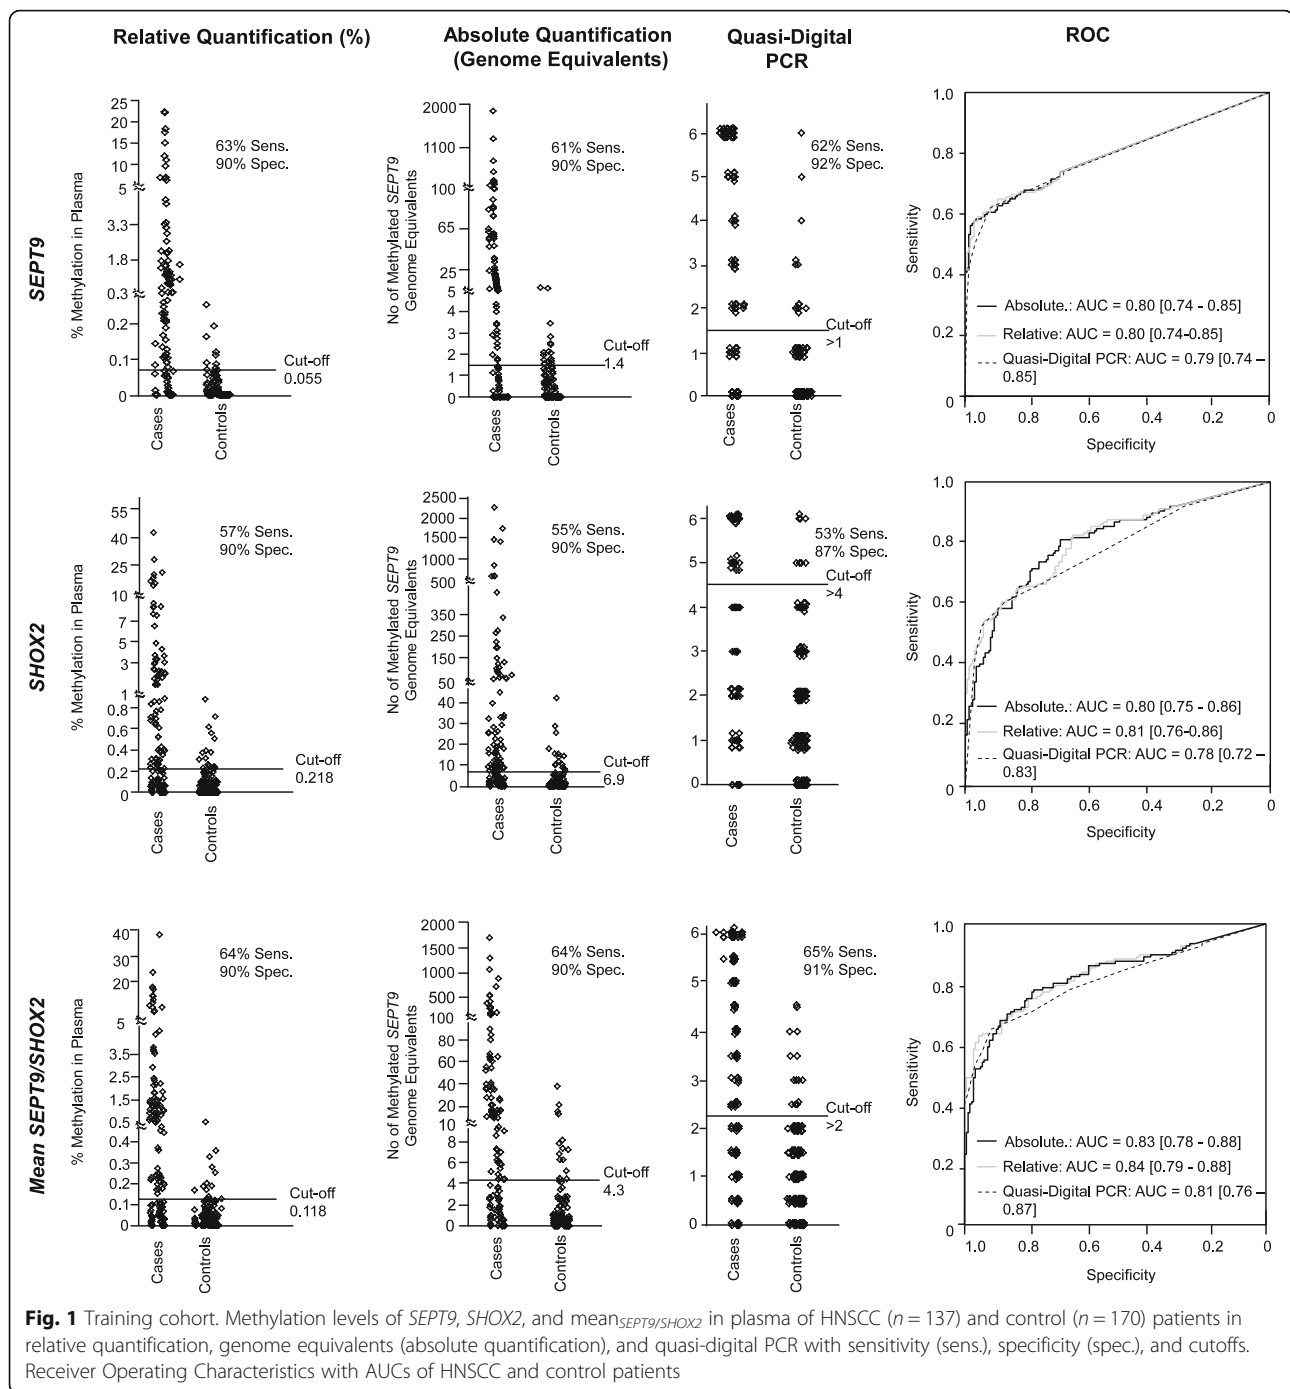 Relative Quantification (%)
Absolute Quantification
(Genome Equivalents)
Quasi-Digital
PCR
ROC
SEPT9
% Methylation in Plasma
25
20
15
10
5
3.3
1.8
0.3
0.2
0.1
0
63% Sens.
90% Spec.
Cut-off
0.055
Cases
Controls
No of Methylated SEPT9
Genome Equivalents
2000
1100
100
65
25
5
4
3
2
1
0
61% Sens.
90% Spec.
Cut-off
1.4
Cases
Controls
6
5
4
3
2
1
0
62% Sens.
92% Spec.
Cut-off
>1
Cases
Controls
Sensitivity
1.0
0.8
0.6
0.4
0.2
0
Absolute.: AUC = 0.80 [0.74 - 0.85]
Relative: AUC = 0.80 [0.74-0.85]
Quasi-Digital PCR: AUC = 0.79 [0.74 –
0.85]
1.0 0.8 0.6 0.4 0.2 0
Specificity
SHOX2
% Methylation in Plasma
55
25
10
7
5
3
1
0.8
0.6
0.4
0.2
0
57% Sens.
90% Spec.
Cut-off
0.218
Cases
Controls
No of Methylated SEPT9
Genome Equivalents
2500
2000
1000
500
350
250
150
50
40
30
20
10
0
55% Sens.
90% Spec.
Cut-off
6.9
Cases
Controls
6
5
4
3
2
1
0
53% Sens.
87% Spec.
Cut-off
>4
Cases
Controls
Sensitivity
1.0
0.8
0.6
0.4
0.2
0
Absolute.: AUC = 0.80 [0.75 - 0.86]
Relative: AUC = 0.81 [0.76-0.86]
Quasi-Digital PCR: AUC = 0.78 [0.72 –
0.83]
1.0 0.8 0.6 0.4 0.2 0
Specificity
Mean SEPT9/SHOX2
% Methylation in Plasma
40
30
20
5
3.5
2.5
1.5
0.5
0.4
0.3
0.2
0.1
0
64% Sens.
90% Spec.
Cut-off
0.118
Cases
Controls
No of Methylated SEPT9
Genome Equivalents
2000
1500
1000
500
100
80
60
40
20
10
8
6
4
2
0
64% Sens.
90% Spec.
Cut-off
4.3
Cases
Controls
6
5
4
3
2
1
0
65% Sens.
91% Spec.
Cut-off
>2
Cases
Controls
Sensitivity
1.0
0.8
0.6
0.4
0.2
0
Absolute.: AUC = 0.83 [0.78 - 0.88]
Relative: AUC = 0.84 [0.79 - 0.88]
Quasi-Digital PCR: AUC = 0.81 [0.76 –
0.87]
1.0 0.8 0.6 0.4 0.2 0
Specificity
Fig. 1 Training cohort. Methylation levels of SEPT9, SHOX2, and meanSEPT9/SHOX2 in plasma of HNSCC (n = 137) and control (n = 170) patients in
relative quantification, genome equivalents (absolute quantification), and quasi-digital PCR with sensitivity (sens.), specificity (spec.), and cutoffs.
Receiver Operating Characteristics with AUCs of HNSCC and control patients